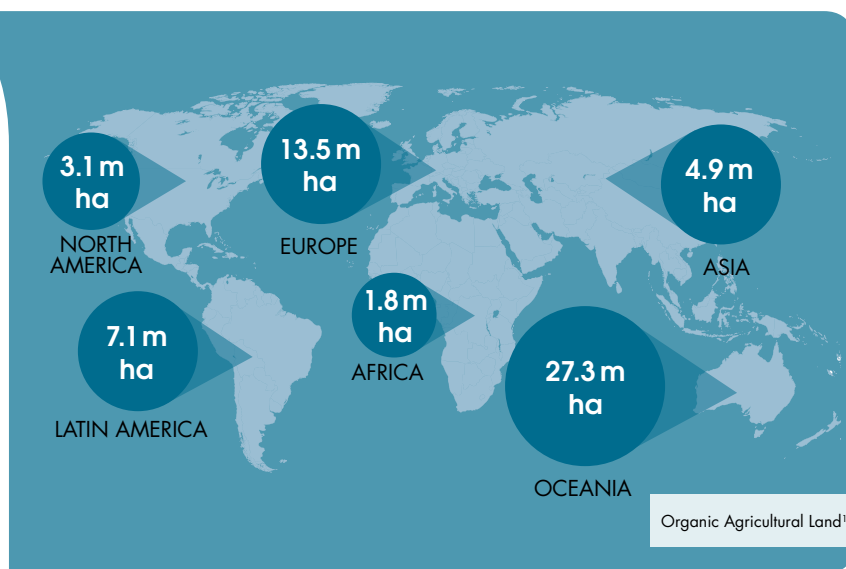 3.1 m
ha
NORTH
AMERICA
13.5 m
ha
EUROPE
4.9 m
ha
ASIA
7.1 m
ha
LATIN AMERICA
1.8 m
ha
AFRICA
27.3 m
ha
OCEANIA
Organic Agricultural Land¹